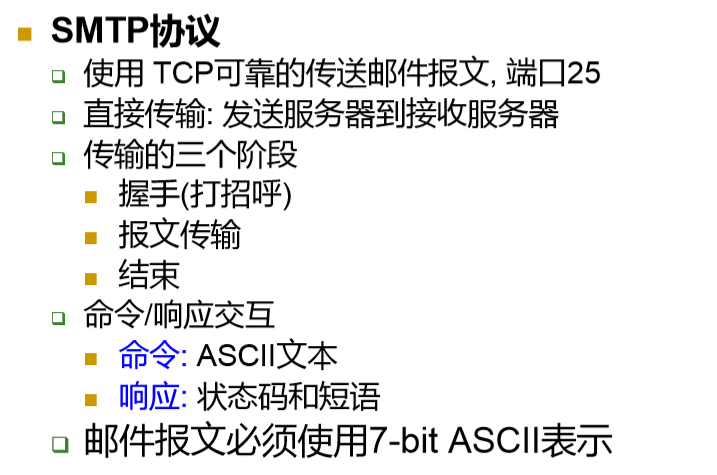 SMTP协议
使用 TCP可靠的传送邮件报文, 端口25
直接传输: 发送服务器到接收服务器
传输的三个阶段
握手(打招呼)
报文传输
结束
命令/响应交互
命令: ASCII文本
响应: 状态码和短语
邮件报文必须使用7-bit ASCII表示